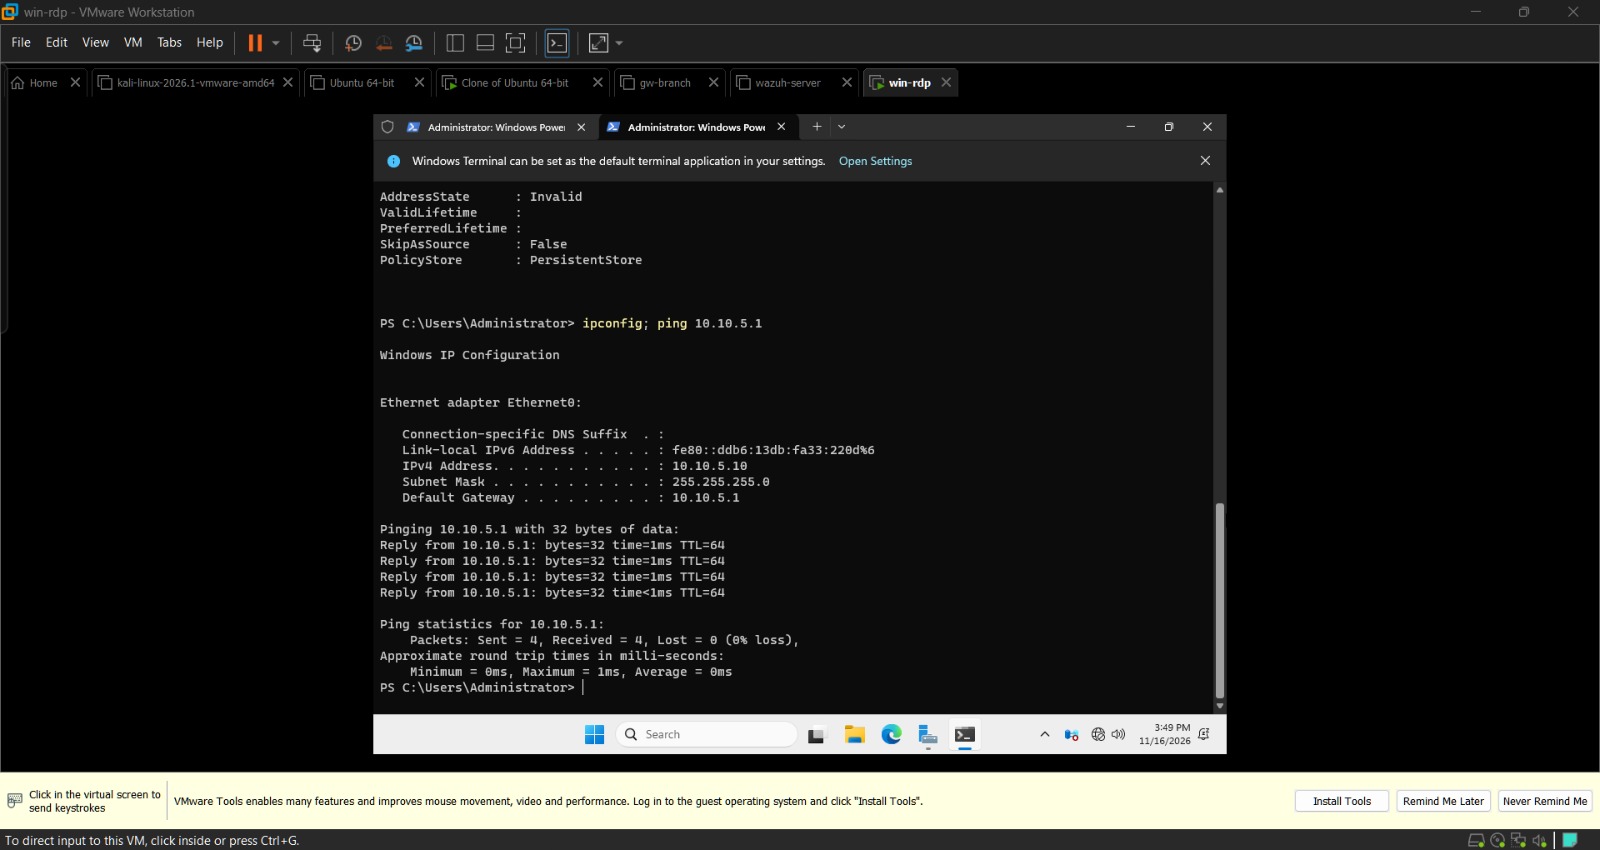 win-rdp - VMware Workstation
File Edit View VM Tabs Help
Home kali-linux-2026.1-vmware-amd64 Ubuntu 64-bit Clone of Ubuntu 64-bit gw-branch wazuh-server win-rdp
Administrator: Windows Power Administrator: Windows Powe
Windows Terminal can be set as the default terminal application in your settings. Open Settings
AddressState : Invalid
ValidLifetime :
PreferredLifetime :
SkipAsSource : False
PolicyStore : PersistentStore
PS C:\Users\Administrator> ipconfig; ping 10.10.5.1
Windows IP Configuration
Ethernet adapter Ethernet0:
Connection-specific DNS Suffix . :
Link-local IPv6 Address . . . . . : fe80::ddb6:13db:fa33:220d%6
IPv4 Address. . . . . . . . . . . : 10.10.5.10
Subnet Mask . . . . . . . . . . . : 255.255.255.0
Default Gateway . . . . . . . . . : 10.10.5.1
Pinging 10.10.5.1 with 32 bytes of data:
Reply from 10.10.5.1: bytes=32 time=1ms TTL=64
Reply from 10.10.5.1: bytes=32 time=1ms TTL=64
Reply from 10.10.5.1: bytes=32 time=1ms TTL=64
Reply from 10.10.5.1: bytes=32 time<1ms TTL=64
Ping statistics for 10.10.5.1:
Packets: Sent = 4, Received = 4, Lost = 0 (0% loss),
Approximate round trip times in milli-seconds:
Minimum = 0ms, Maximum = 1ms, Average = 0ms
PS C:\Users\Administrator>
Search
3:49 PM
11/16/2026
Click in the virtual screen to
send keystrokes
VMware Tools enables many features and improves mouse movement, video and performance. Log in to the guest operating system and click "Install Tools".
Install Tools Remind Me Later Never Remind Me
To direct input to this VM, click inside or press Ctrl+G.